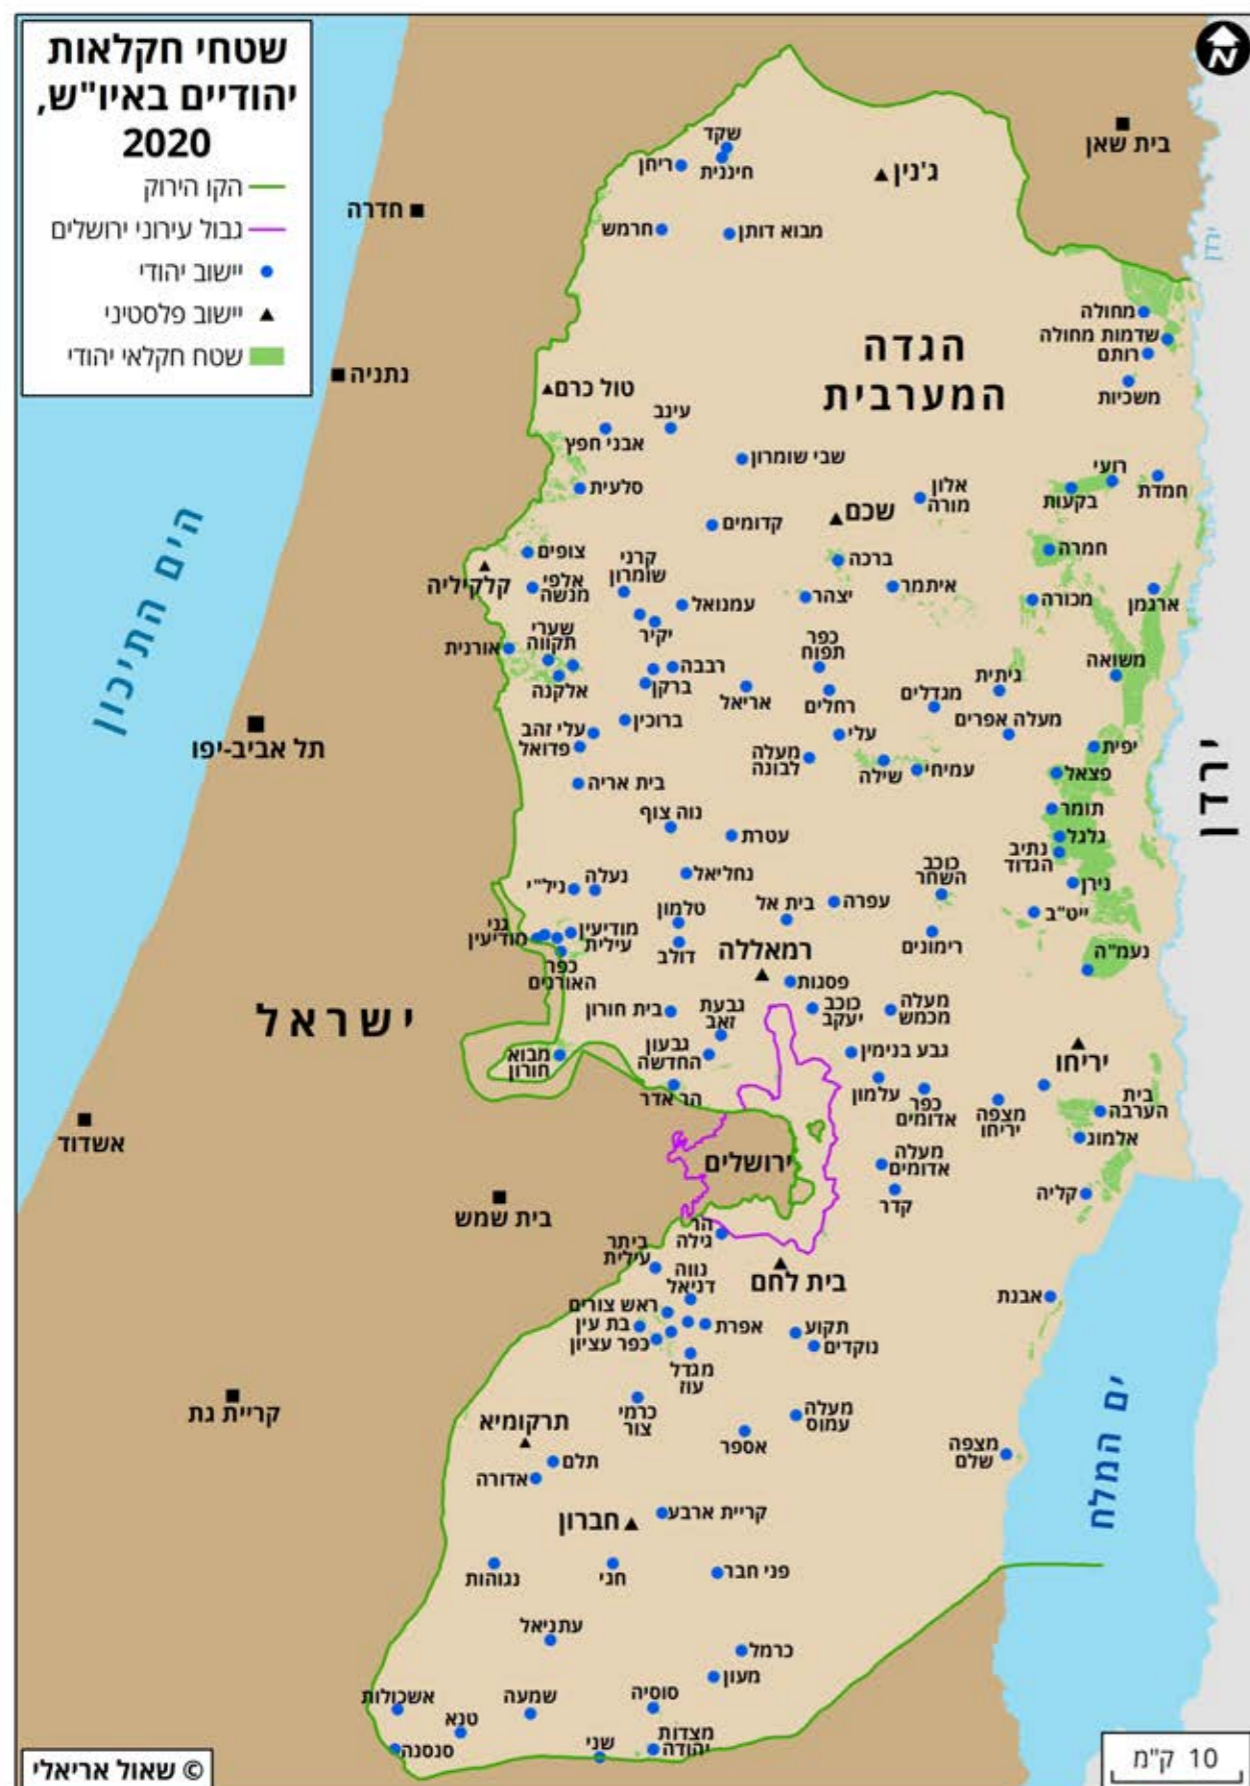 שטחי חקלאות
יהודיים באיו"ש,
2020
הקו הירוק
גבול עירוני ירושלים
יישוב יהודי
יישוב פלסטיני
שטח חקלאי יהודי
N
בית שאן
שקד
ריחן
חיננית
ג'נין
חדרה
חרמש
מבוא דותן
ירדן
מחולה
שדמות מחולה
רותם
משכיות
הגדה
המערבית
נתניה
טול כרם
עינב
אבני חפץ
שבי שומרון
סלעית
רועי
חמדת
בקעות
אלון
מורה
שכם
קדומים
הים התיכון
צופים
קלקיליה
אלפי
מנשה
קרני
שומרון
ברכה
חמרה
עמנואל
יצהר
איתמר
מכורה
ארגמן
יקיר
שערי
תקווה
אורנית
כפר
תפוח
רבבה
משואה
אלקנה
ברקן
אריאל
רחלים
מגדלים
גיתית
מעלה אפרים
ברוכין
עלי זהב
פדואל
עלי
תל אביב-יפו
מעלה
לבונה
שילה
עמיחי
יפית
פצאל
בית אריה
תומר
נוה צוף
עטרת
גלגל
נתיב
הגדוד
ירדן
נחליאל
כוכב
השחר
נירן
ניל"י
נעלה
טלמון
בית אל
עפרה
ייט"ב
גני
מודיעין
מודיעין
עילית
דולב
רמאללה
רימונים
נעמ"ה
כפר
האורנים
פסגות
בית חורון
גבעת
זאב
כוכב
יעקב
מעלה
מכמש
ישראל
מבוא
חורון
גבעון
החדשה
גבע בנימין
יריחו
הר אדר
עלמון
כפר
אדומים
מצפה
יריחו
בית
הערבה
אלמוג
אשדוד
ירושלים
מעלה
אדומים
קדר
קליה
בית שמש
הר
גילה
ביתר
עילית
נווה
דניאל
בית לחם
אבנת
ראש צורים
בת עין
כפר עציון
אפרת
תקוע
נוקדים
מגדל
עוז
קריית גת
תרקומיא
כרמי
צור
מעלה
עמוס
אספר
מצפה
שלם
ים המלח
תלם
אדורה
קריית ארבע
חברון
נגוהות
חגי
פני חבר
עתניאל
כרמל
מעון
אשכולות
שמעה
סוסיה
טנא
סנסנה
שני
מצדות
יהודה
© שאול אריאלי
10 ק"מ